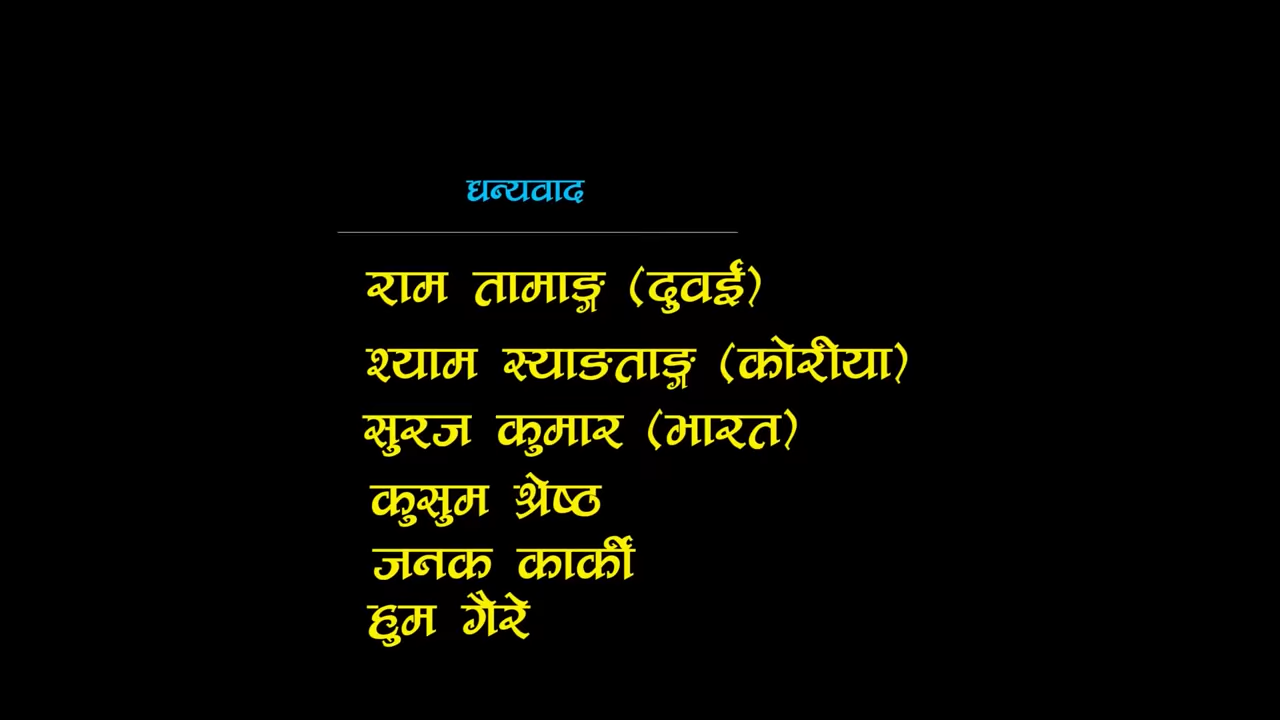 धन्यवाद
राम तामाङ्ग (दुवई)
श्याम स्याङताङ्ग (कोरीया)
सुरज कुमार (भारत)
कुसुम श्रेष्ठ
जनक कार्की
हुम गैरे